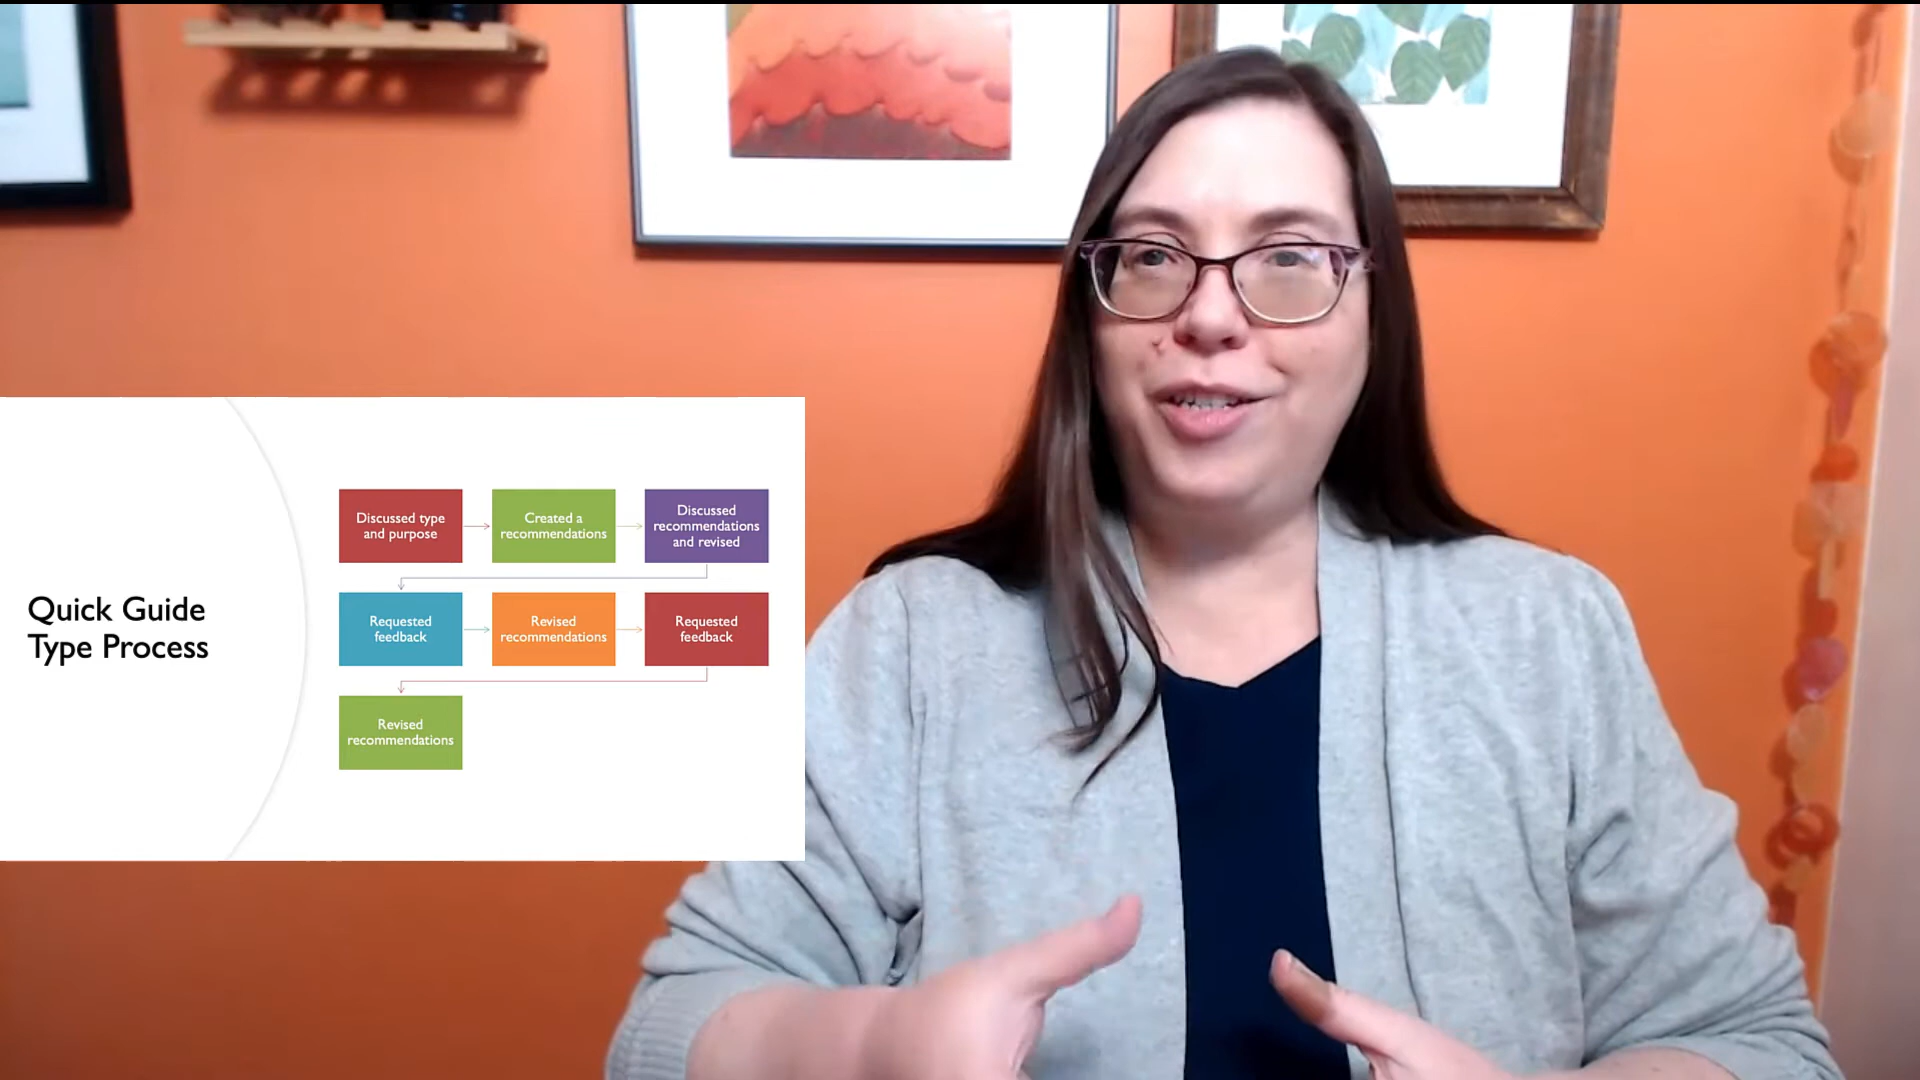 Quick Guide
Type Process
Discussed type
and purpose
Created a
recommendations
Discussed
recommendations
and revised
Requested
feedback
Revised
recommendations
Requested
feedback
Revised
recommendations